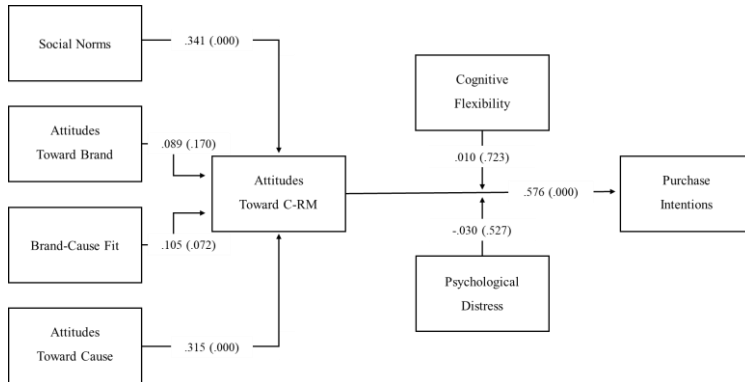 Social Norms
.341 (.000)
Cognitive
Flexibility
Attitudes
Toward Brand
.089 (.170)
.010 (.723)
Attitudes
Toward C-RM
.576 (.000)
Purchase
Intentions
Brand-Cause Fit
.105 (.072)
-.030 (.527)
Psychological
Distress
Attitudes
Toward Cause
.315 (.000)